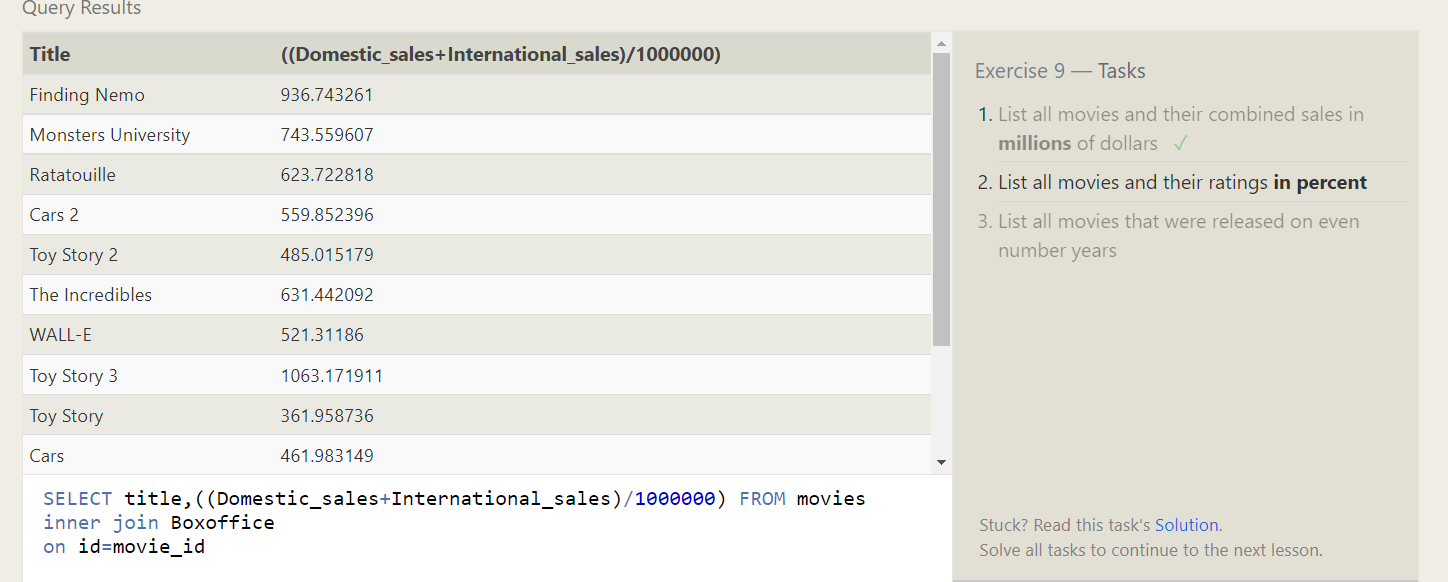 Query Results
Title ((Domestic_sales+International_sales)/1000000)
Finding Nemo 936.743261
Monsters University 743.559607
Ratatouille 623.722818
Cars 2 559.852396
Toy Story 2 485.015179
The Incredibles 631.442092
WALL-E 521.31186
Toy Story 3 1063.171911
Toy Story 361.958736
Cars 461.983149
SELECT title,((Domestic_sales+International_sales)/1000000) FROM movies
inner join Boxoffice
on id=movie_id
Exercise 9 — Tasks
1. List all movies and their combined sales in
millions of dollars ✓
2. List all movies and their ratings in percent
3. List all movies that were released on even
number years
Stuck? Read this task's Solution.
Solve all tasks to continue to the next lesson.